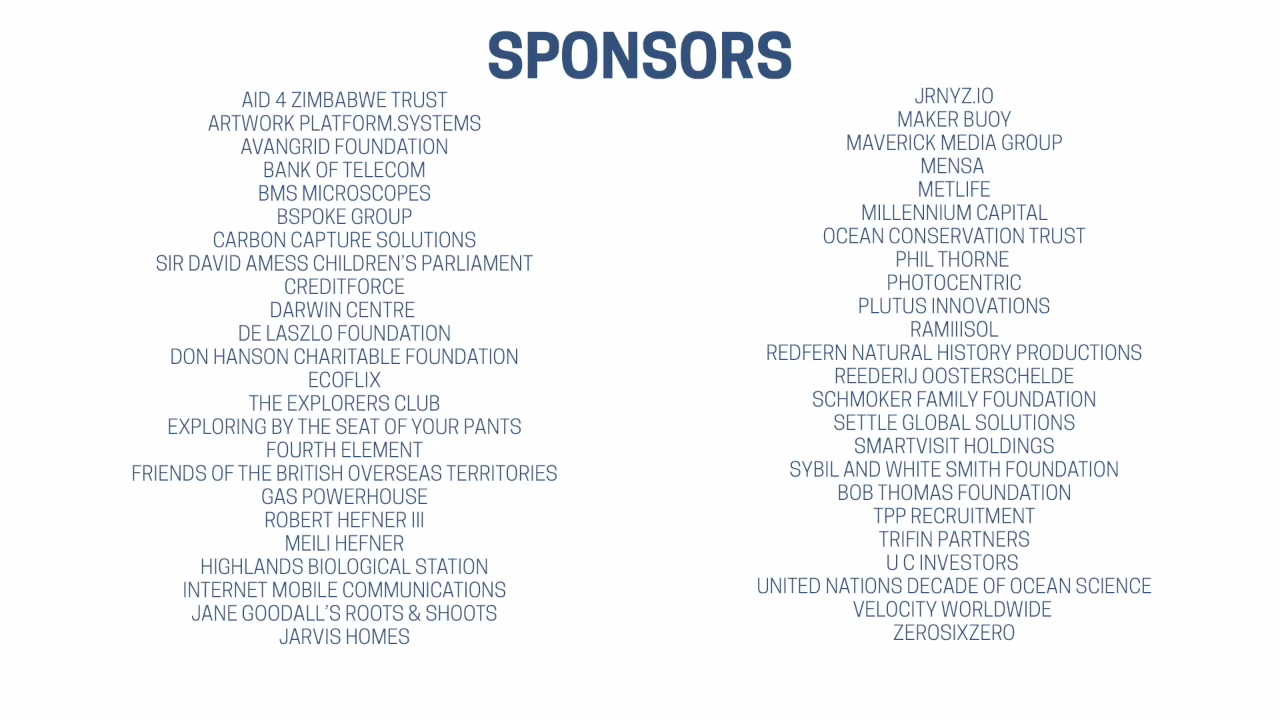 SPONSORS
AID 4 ZIMBABWE TRUST
ARTWORK PLATFORM.SYSTEMS
AVANGRID FOUNDATION
BANK OF TELECOM
BMS MICROSCOPES
BSPOKE GROUP
CARBON CAPTURE SOLUTIONS
SIR DAVID AMESS CHILDREN'S PARLIAMENT
CREDITFORCE
DARWIN CENTRE
DE LASZLO FOUNDATION
DON HANSON CHARITABLE FOUNDATION
ECOFLIX
THE EXPLORERS CLUB
EXPLORING BY THE SEAT OF YOUR PANTS
FOURTH ELEMENT
FRIENDS OF THE BRITISH OVERSEAS TERRITORIES
GAS POWERHOUSE
ROBERT HEFNER III
MEILI HEFNER
HIGHLANDS BIOLOGICAL STATION
INTERNET MOBILE COMMUNICATIONS
JANE GOODALL'S ROOTS & SHOOTS
JARVIS HOMES
JRNYZ.IO
MAKER BUOY
MAVERICK MEDIA GROUP
MENSA
METLIFE
MILLENNIUM CAPITAL
OCEAN CONSERVATION TRUST
PHIL THORNE
PHOTOCENTRIC
PLUTUS INNOVATIONS
RAMIIISOL
REDFERN NATURAL HISTORY PRODUCTIONS
REEDERIJ OOSTERSCHELDE
SCHMOKER FAMILY FOUNDATION
SETTLE GLOBAL SOLUTIONS
SMARTVISIT HOLDINGS
SYBIL AND WHITE SMITH FOUNDATION
BOB THOMAS FOUNDATION
TPP RECRUITMENT
TRIFIN PARTNERS
U C INVESTORS
UNITED NATIONS DECADE OF OCEAN SCIENCE
VELOCITY WORLDWIDE
ZEROSIXZERO